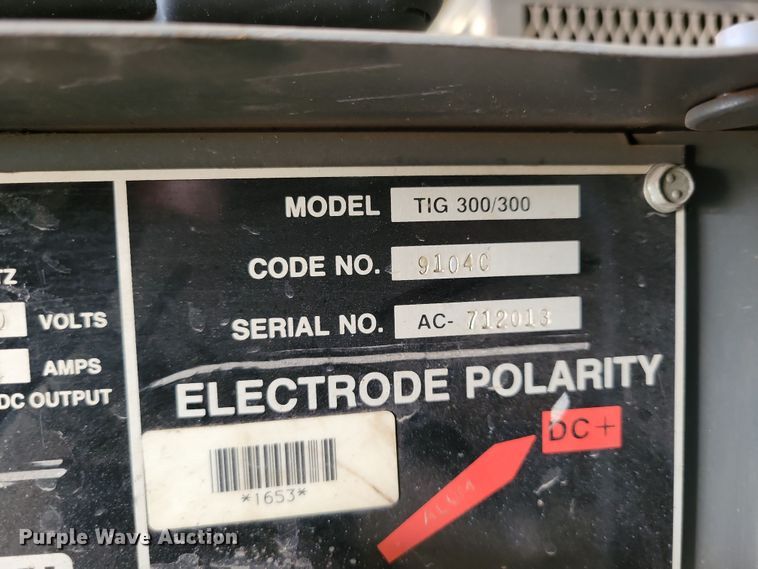 MODEL TIG 300/300
CODE NO. 9104C
TZ
SERIAL NO. AC-712013
VOLTS
AMPS
DC OUTPUT
ELECTRODE POLARITY
DC+
*1653*
ALUM
Purple Wave Auction